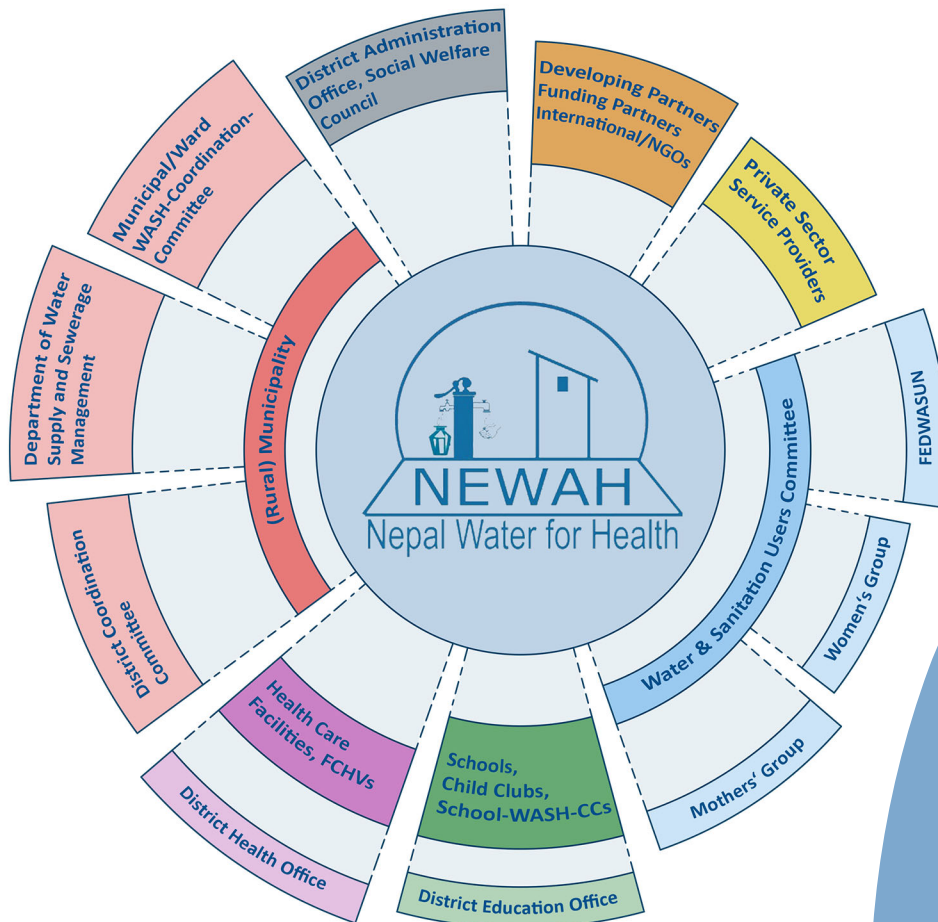 District Administration
Office, Social Welfare
Council
Developing Partners
Funding Partners
International/NGOs
Private Sector
Service Providers
FEDWASUN
Women‘s Group
Mothers‘ Group
Water & Sanitation Users Committee
Schools,
Child Clubs,
School-WASH-CCs
District Education Office
Health Care
Facilities, FCHVs
District Health Office
District Coordination
Committee
Department of Water
Supply and Sewerage
Management
Municipal/Ward
WASH-Coordination-
Committee
(Rural) Municipality
NEWAH
Nepal Water for Health